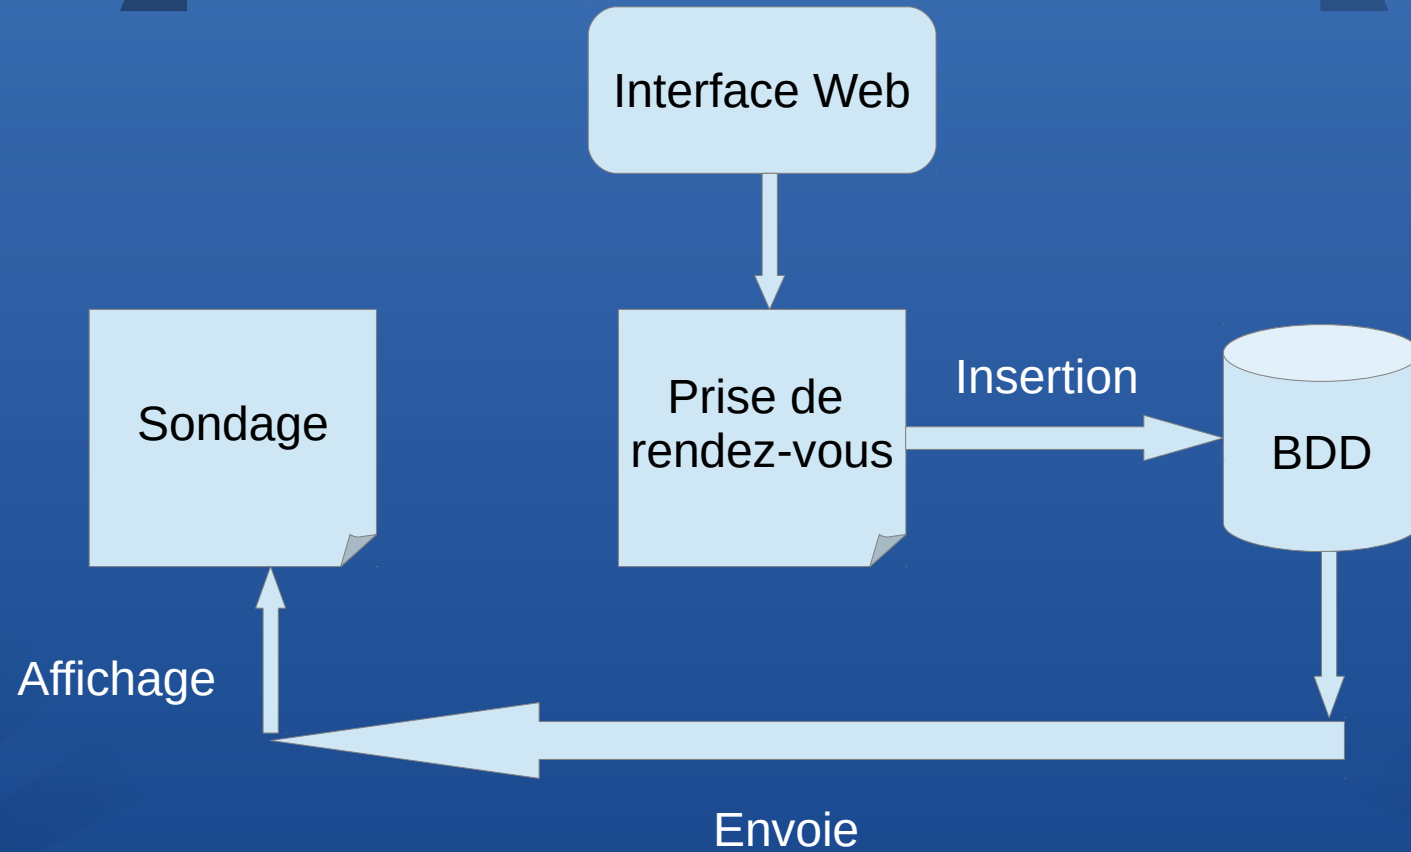 Interface Web
Sondage
Prise de
rendez-vous
Insertion
BDD
Affichage
Envoie